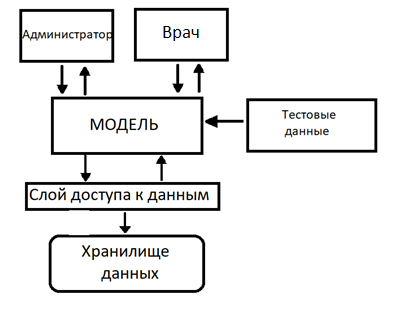 Администратор
Врач
МОДЕЛЬ
Тестовые
данные
Слой доступа к данным
Хранилище
данных